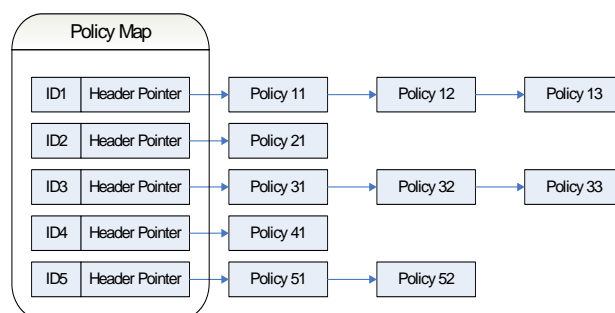 Policy Map
ID1 Header Pointer Policy 11 Policy 12 Policy 13
ID2 Header Pointer Policy 21
ID3 Header Pointer Policy 31 Policy 32 Policy 33
ID4 Header Pointer Policy 41
ID5 Header Pointer Policy 51 Policy 52